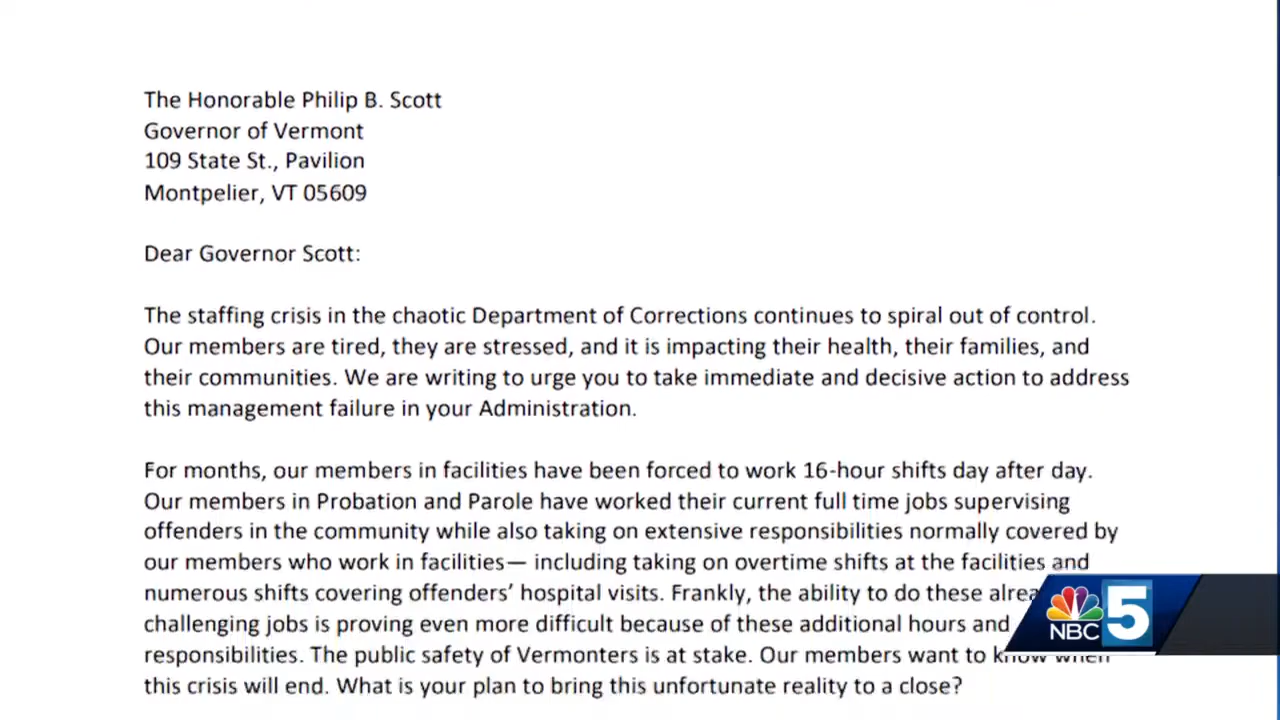 The Honorable Philip B. Scott
Governor of Vermont
109 State St., Pavilion
Montpelier, VT 05609
Dear Governor Scott:
The staffing crisis in the chaotic Department of Corrections continues to spiral out of control.
Our members are tired, they are stressed, and it is impacting their health, their families, and
their communities. We are writing to urge you to take immediate and decisive action to address
this management failure in your Administration.
For months, our members in facilities have been forced to work 16-hour shifts day after day.
Our members in Probation and Parole have worked their current full time jobs supervising
offenders in the community while also taking on extensive responsibilities normally covered by
our members who work in facilities— including taking on overtime shifts at the facilities and
numerous shifts covering offenders’ hospital visits. Frankly, the ability to do these
challenging jobs is proving even more difficult because of these additional hours and
responsibilities. The public safety of Vermonters is at stake. Our members want to know when
this crisis will end. What is your plan to bring this unfortunate reality to a close?
NBC 5